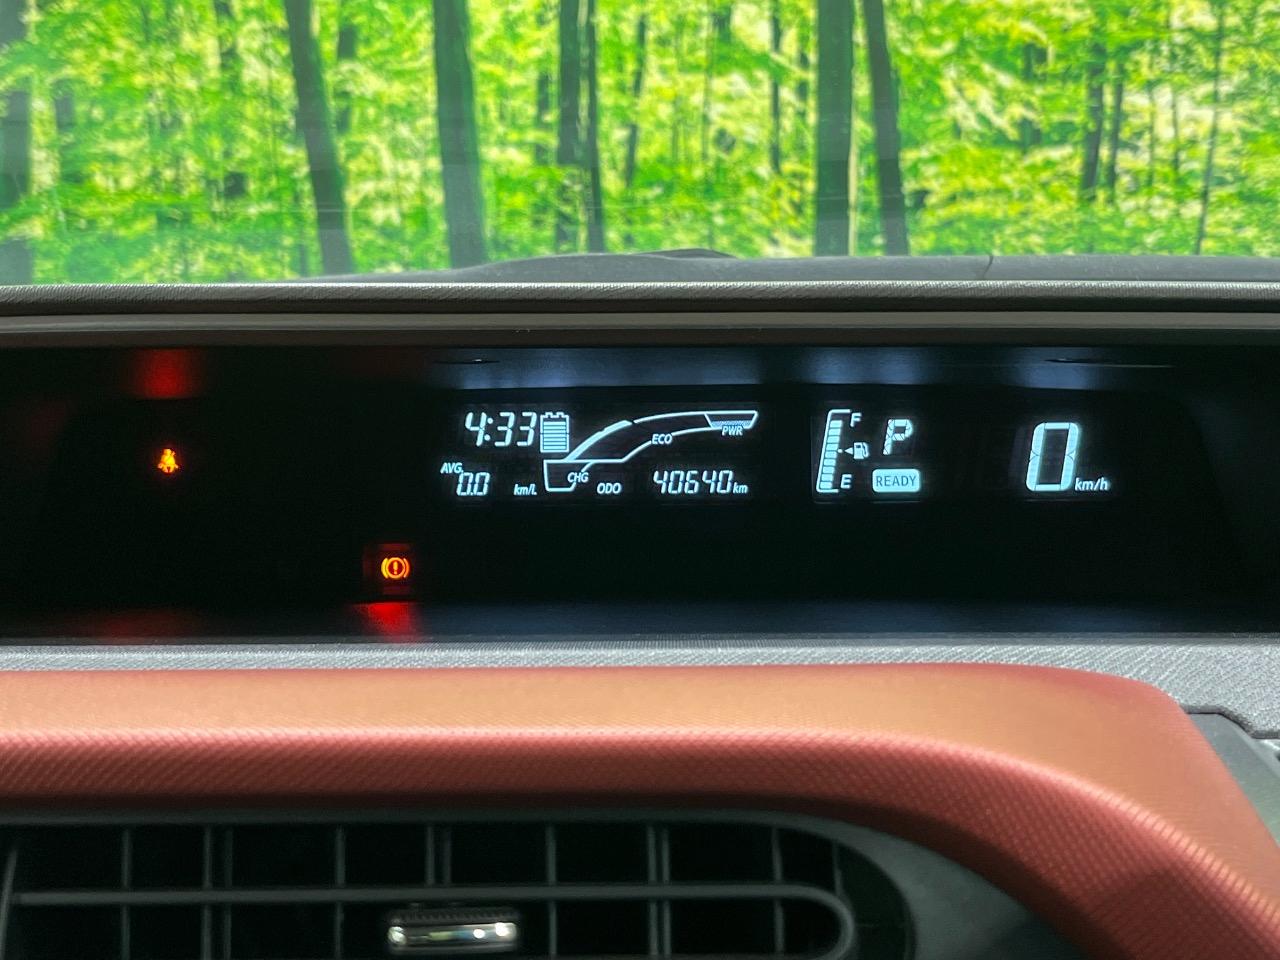 4:33
AVG. 0.0 km/L
CHG ECO PWR
ODO 40640 km
F
E
P
READY
0 km/h